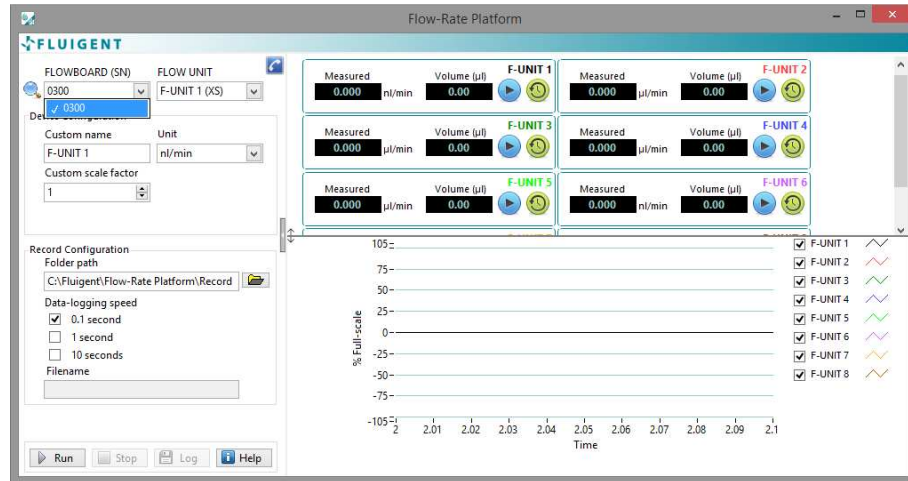 Flow-Rate Platform
FLUIGENT
FLOWBOARD (SN)
FLOW UNIT
0300
F-UNIT 1 (XS)
✓ 0300
Custom name
Unit
F-UNIT 1
nl/min
Custom scale factor
1
Record Configuration
Folder path
C:\Fluigent\Flow-Rate Platform\Record
Data-logging speed
0.1 second
1 second
10 seconds
Filename
Run
Stop
Log
Help
Measured
Volume (µl)
F-UNIT 1
0.000
nl/min
0.00
Measured
Volume (µl)
F-UNIT 2
0.000
µl/min
0.00
Measured
Volume (µl)
F-UNIT 3
0.000
µl/min
0.00
Measured
Volume (µl)
F-UNIT 4
0.000
µl/min
0.00
Measured
Volume (µl)
F-UNIT 5
0.000
µl/min
0.00
Measured
Volume (µl)
F-UNIT 6
0.000
nl/min
0.00
% Full-scale
105
75
50
25
0
-25
-50
-75
-105
2 2.01 2.02 2.03 2.04 2.05 2.06 2.07 2.08 2.09 2.1
Time
F-UNIT 1
F-UNIT 2
F-UNIT 3
F-UNIT 4
F-UNIT 5
F-UNIT 6
F-UNIT 7
F-UNIT 8